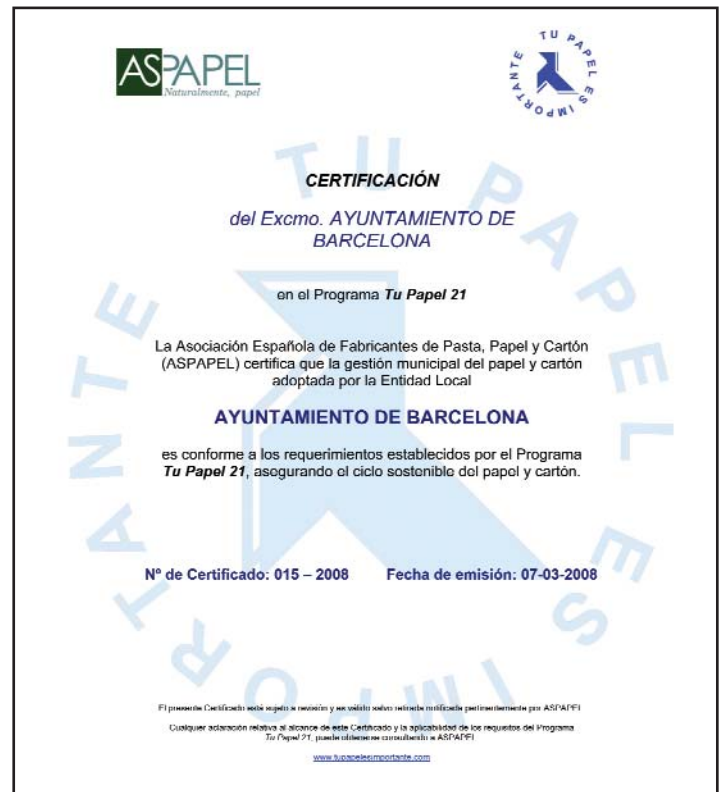 ASPAPEL
Naturalmente, papel
TU PAPEL ES IMPORTANTE
TU PAPEL ES IMPORTANTE
CERTIFICACIÓN
del Excmo. AYUNTAMIENTO DE
BARCELONA
en el Programa Tu Papel 21
La Asociación Española de Fabricantes de Pasta, Papel y Cartón
(ASPAPEL) certifica que la gestión municipal del papel y cartón
adoptada por la Entidad Local
AYUNTAMIENTO DE BARCELONA
es conforme a los requerimientos establecidos por el Programa
Tu Papel 21, asegurando el ciclo sostenible del papel y cartón.
Nº de Certificado: 015 – 2008 Fecha de emisión: 07-03-2008
El presente Certificado está sujeto a revisión y es válido salvo retirada notificada pertinentemente por ASPAPEL
Cualquier aclaración relativa al alcance de este Certificado y la aplicabilidad de los requisitos del Programa
Tu Papel 21, puede obtenerse consultando a ASPAPEL
www.tupapelesimportante.com